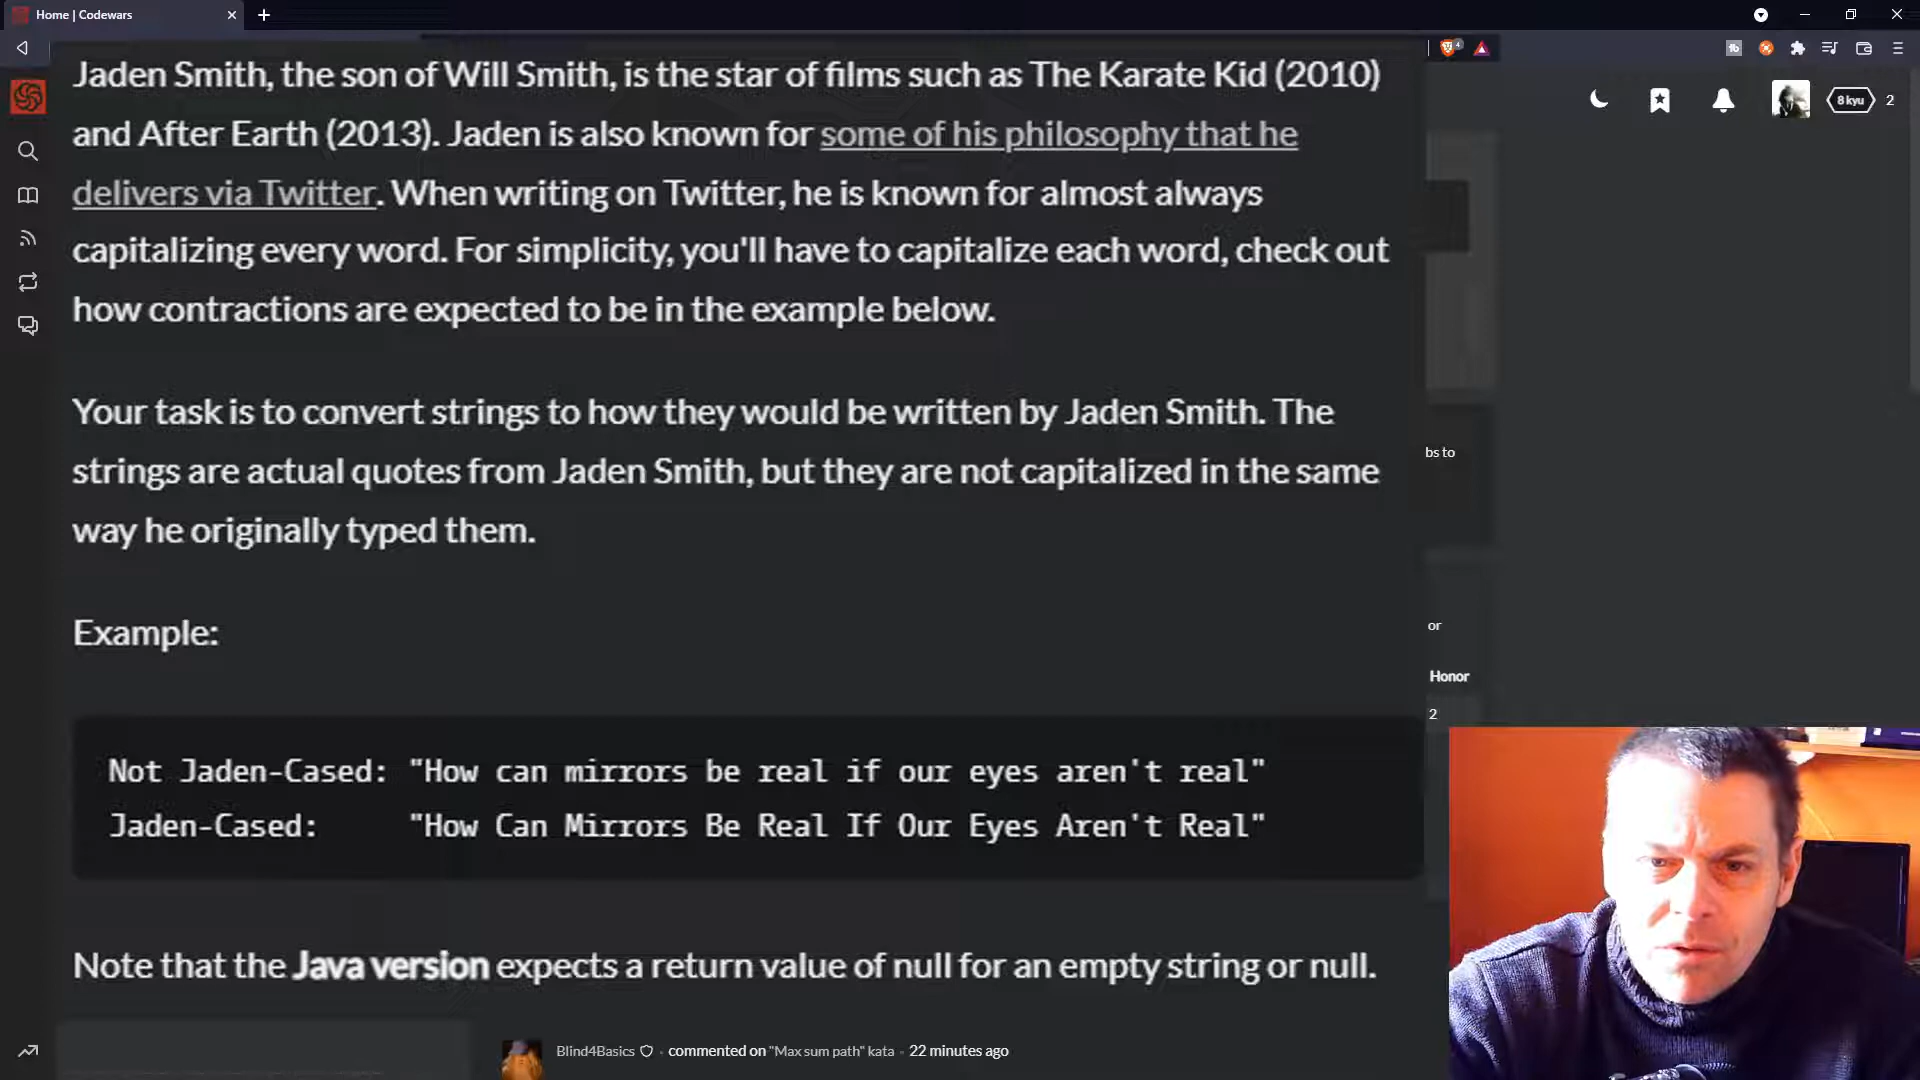 Home | Codewars
4
Jaden Smith, the son of Will Smith, is the star of films such as The Karate Kid (2010)
and After Earth (2013). Jaden is also known for some of his philosophy that he
delivers via Twitter. When writing on Twitter, he is known for almost always
capitalizing every word. For simplicity, you'll have to capitalize each word, check out
how contractions are expected to be in the example below.
8 kyu 2
Your task is to convert strings to how they would be written by Jaden Smith. The
strings are actual quotes from Jaden Smith, but they are not capitalized in the same
way he originally typed them.
bs to
Example:
or
Honor
2
Not Jaden-Cased: "How can mirrors be real if our eyes aren't real"
Jaden-Cased: "How Can Mirrors Be Real If Our Eyes Aren't Real"
Note that the Java version expects a return value of null for an empty string or null.
Blind4Basics · commented on "Max sum path" kata · 22 minutes ago